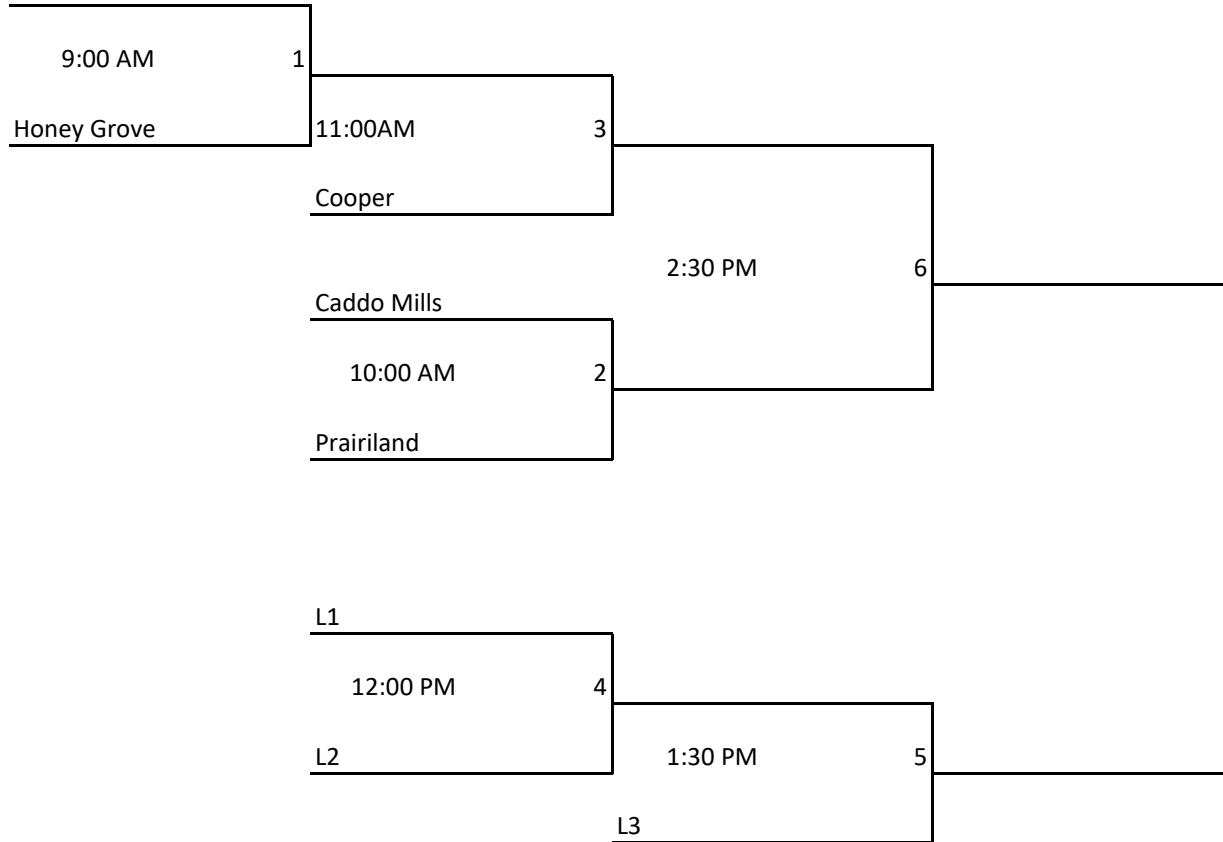 9:00 AM 1
Honey Grove 11:00AM 3
Cooper
2:30 PM 6
Caddo Mills
10:00 AM 2
Prairiland
L1
12:00 PM 4
L2 1:30 PM 5
L3